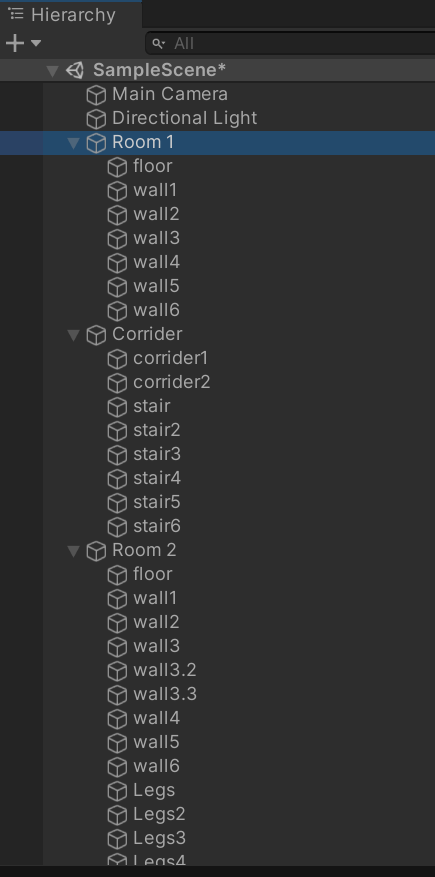 Hierarchy
All
SampleScene*
Main Camera
Directional Light
Room 1
floor
wall1
wall2
wall3
wall4
wall5
wall6
Corrider
corrider1
corrider2
stair
stair2
stair3
stair4
stair5
stair6
Room 2
floor
wall1
wall2
wall3
wall3.2
wall3.3
wall4
wall5
wall6
Legs
Legs2
Legs3
Legs4